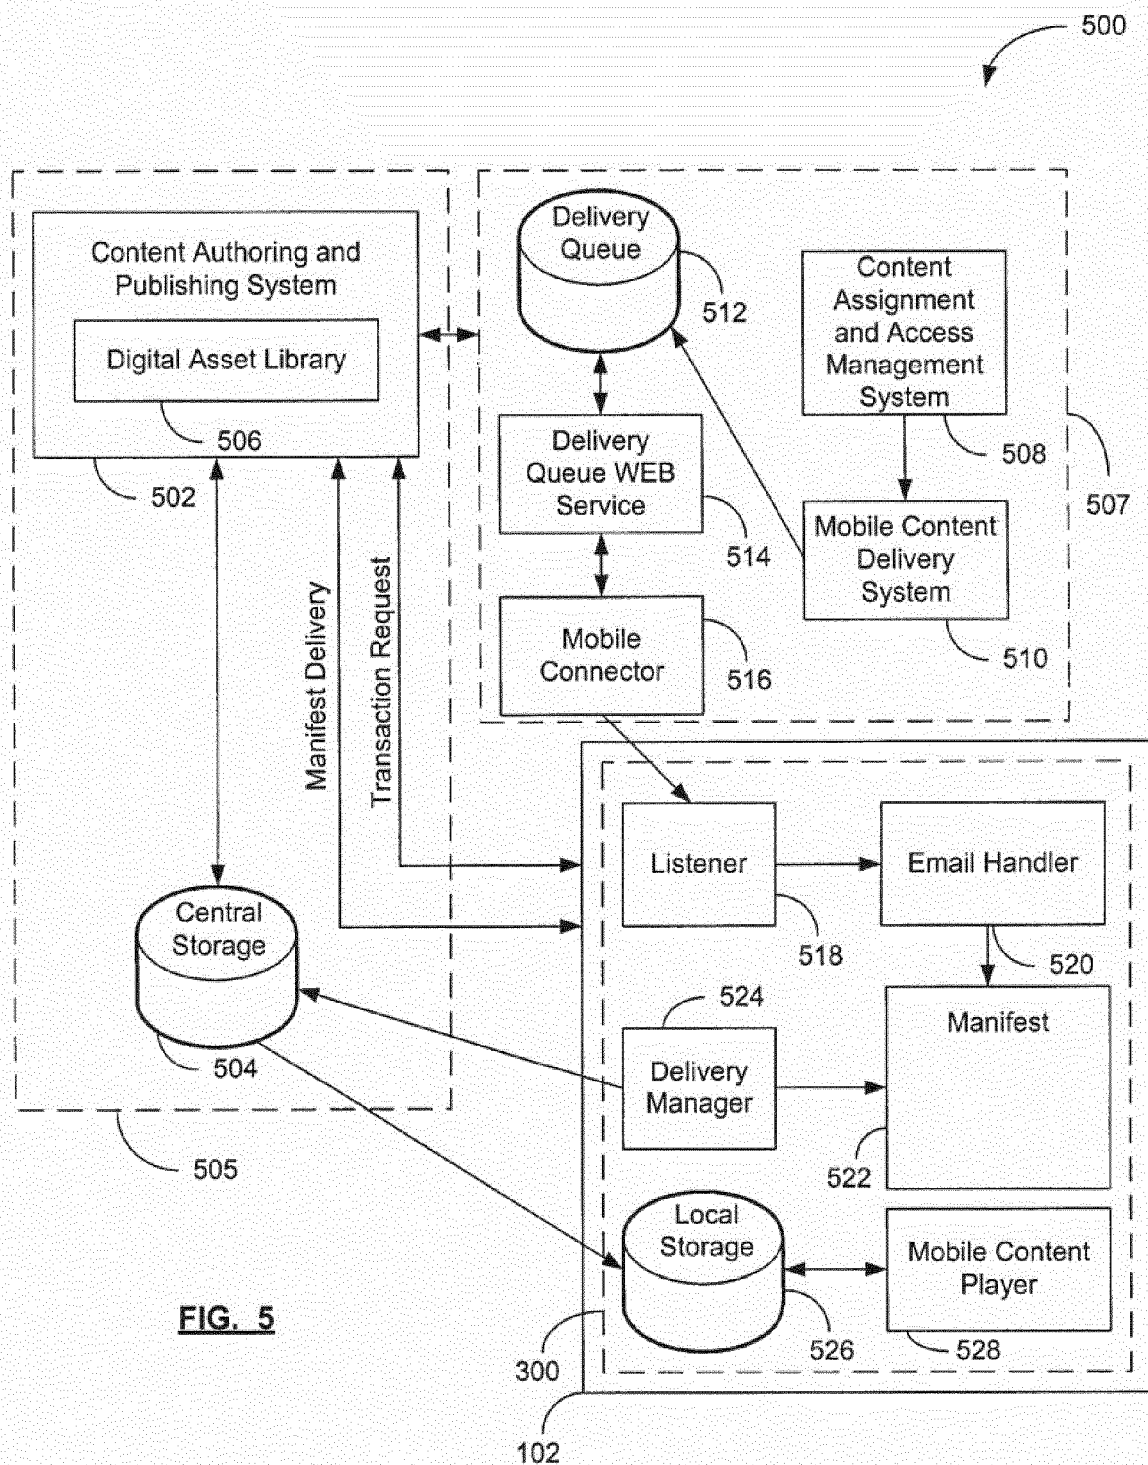 500
Content Authoring and
Publishing System
Digital Asset Library
506
502
Delivery
Queue
512
Content
Assignment
and Access
Management
System
508
507
Delivery
Queue WEB
Service
514
Mobile Content
Delivery
System
510
Mobile
Connector
516
Manifest Delivery
Transaction Request
Listener
518
Email Handler
520
Central
Storage
504
505
524
Delivery
Manager
Manifest
522
Local
Storage
526
Mobile Content
Player
528
300
102
FIG. 5